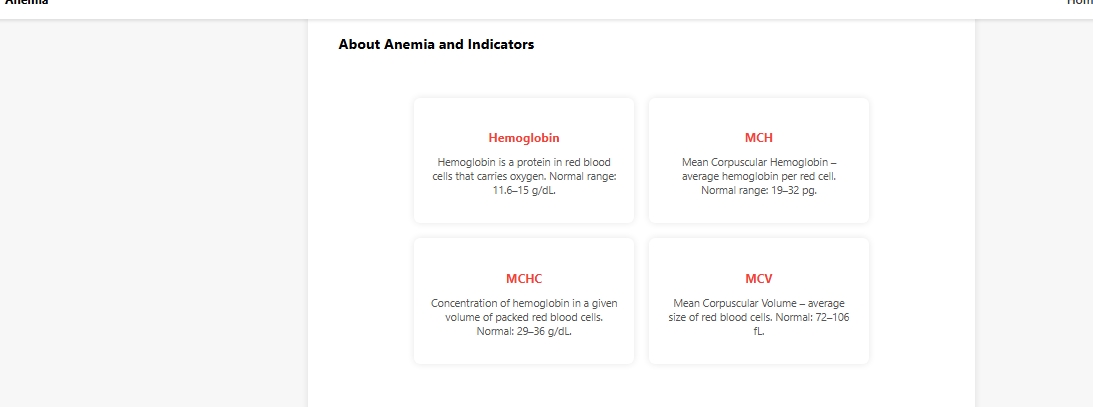 Anemia
Hom
About Anemia and Indicators
Hemoglobin
Hemoglobin is a protein in red blood
cells that carries oxygen. Normal range:
11.6–15 g/dL.
MCH
Mean Corpuscular Hemoglobin –
average hemoglobin per red cell.
Normal range: 19–32 pg.
MCHC
Concentration of hemoglobin in a given
volume of packed red blood cells.
Normal: 29–36 g/dL.
MCV
Mean Corpuscular Volume – average
size of red blood cells. Normal: 72–106
fL.